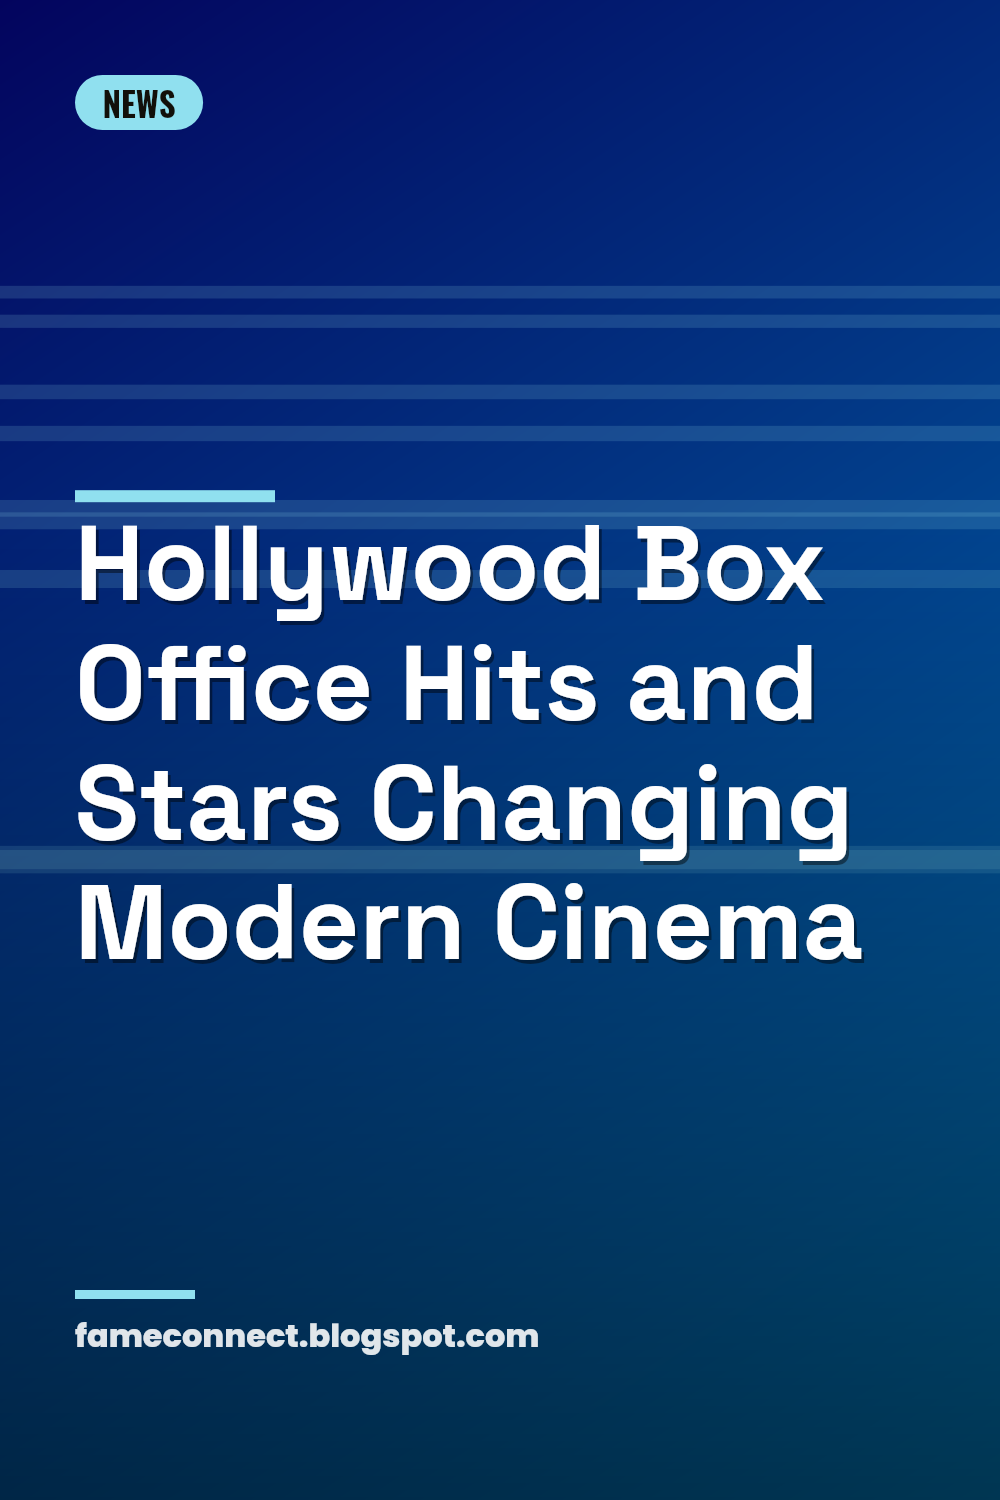 NEWS
Hollywood Box
Office Hits and
Stars Changing
Modern Cinema
fameconnect.blogspot.com